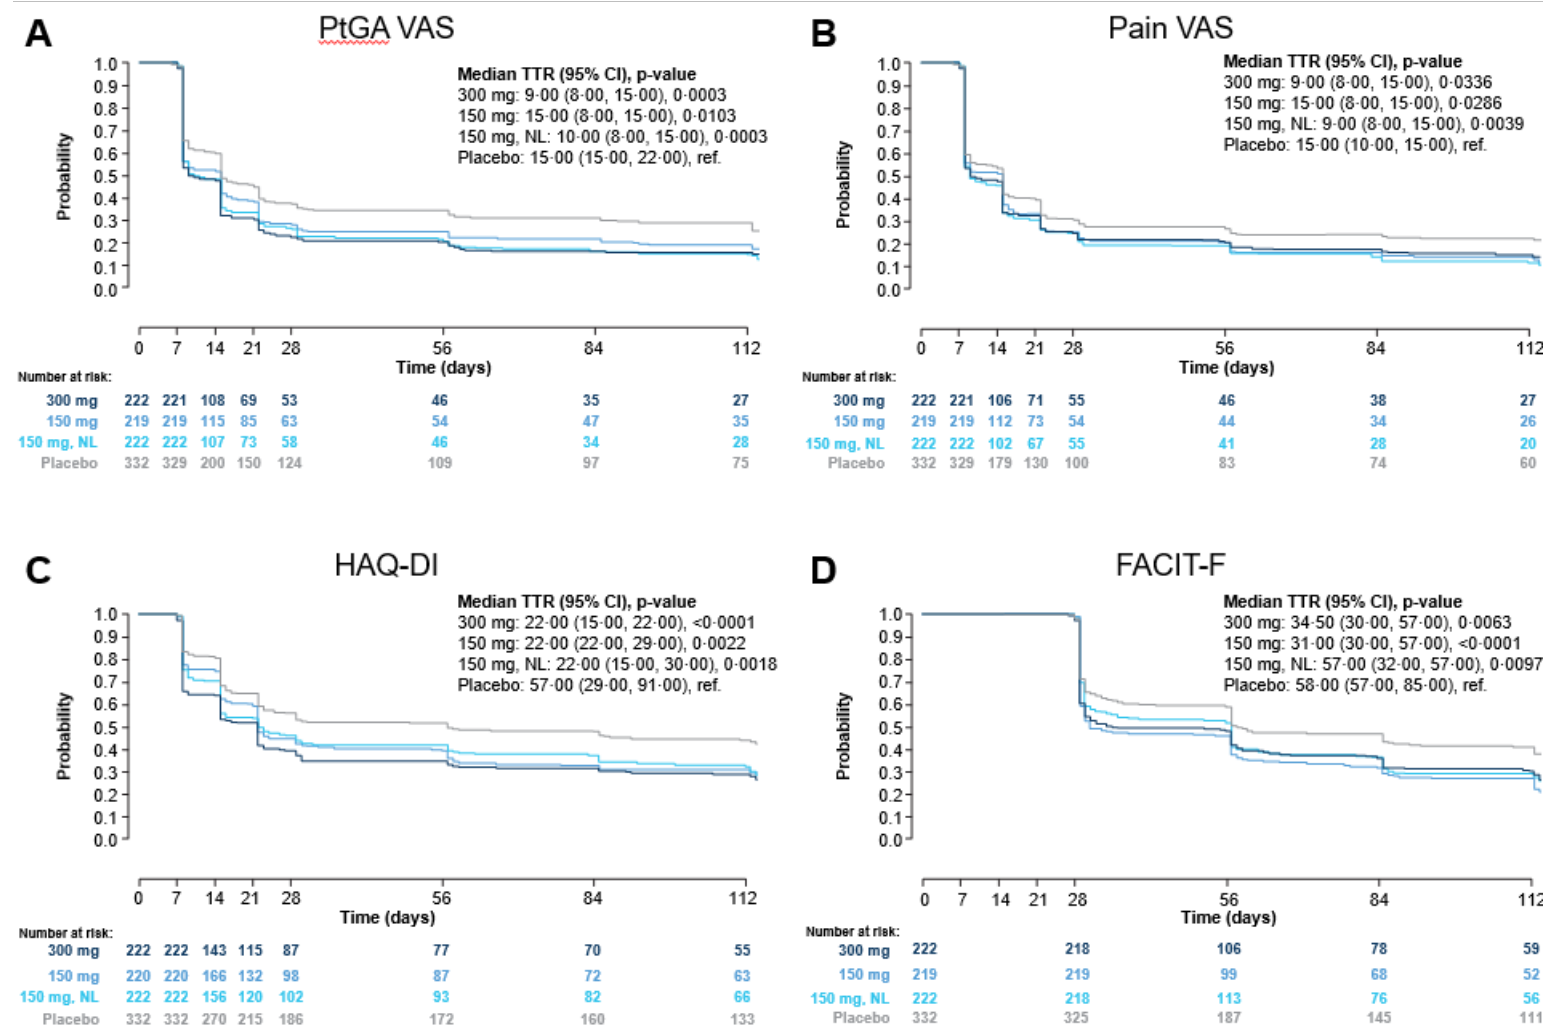 A
PtGA VAS
Median TTR (95% CI), p-value
300 mg: 9·00 (8·00, 15·00), 0·0003
150 mg: 15·00 (8·00, 15·00), 0·0103
150 mg, NL: 10·00 (8·00, 15·00), 0·0003
Placebo: 15·00 (15·00, 22·00), ref.
Probability
1.0
0.9
0.8
0.7
0.6
0.5
0.4
0.3
0.2
0.1
0.0
0 7 14 21 28 56 84 112
Time (days)
Number at risk:
300 mg 222 221 108 69 53 46 35 27
150 mg 219 219 115 85 63 54 47 35
150 mg, NL 222 222 107 73 58 46 34 28
Placebo 332 329 200 150 124 109 97 75
B
Pain VAS
Median TTR (95% CI), p-value
300 mg: 9·00 (8·00, 15·00), 0·0336
150 mg: 15·00 (8·00, 15·00), 0·0286
150 mg, NL: 9·00 (8·00, 15·00), 0·0039
Placebo: 15·00 (10·00, 15·00), ref.
Probability
1.0
0.9
0.8
0.7
0.6
0.5
0.4
0.3
0.2
0.1
0.0
0 7 14 21 28 56 84 112
Time (days)
Number at risk:
300 mg 222 221 106 71 55 46 38 27
150 mg 219 219 112 73 54 44 34 26
150 mg, NL 222 222 102 67 55 41 28 20
Placebo 332 329 179 130 100 83 74 60
C
HAQ-DI
Median TTR (95% CI), p-value
300 mg: 22·00 (15·00, 22·00), <0·0001
150 mg: 22·00 (22·00, 29·00), 0·0022
150 mg, NL: 22·00 (15·00, 30·00), 0·0018
Placebo: 57·00 (29·00, 91·00), ref.
Probability
1.0
0.9
0.8
0.7
0.6
0.5
0.4
0.3
0.2
0.1
0.0
0 7 14 21 28 56 84 112
Time (days)
Number at risk:
300 mg 222 222 143 115 87 77 70 55
150 mg 220 220 166 132 98 87 72 63
150 mg, NL 222 222 156 120 102 93 82 66
Placebo 332 332 270 215 186 172 160 133
D
FACIT-F
Median TTR (95% CI), p-value
300 mg: 34·50 (30·00, 57·00), 0·0063
150 mg: 31·00 (30·00, 57·00), <0·0001
150 mg, NL: 57·00 (32·00, 57·00), 0·0097
Placebo: 58·00 (57·00, 85·00), ref.
Probability
1.0
0.9
0.8
0.7
0.6
0.5
0.4
0.3
0.2
0.1
0.0
0 7 14 21 28 56 84 112
Time (days)
Number at risk:
300 mg 222 218 106 78 59
150 mg 219 219 99 68 52
150 mg, NL 222 218 113 76 56
Placebo 332 325 187 145 111